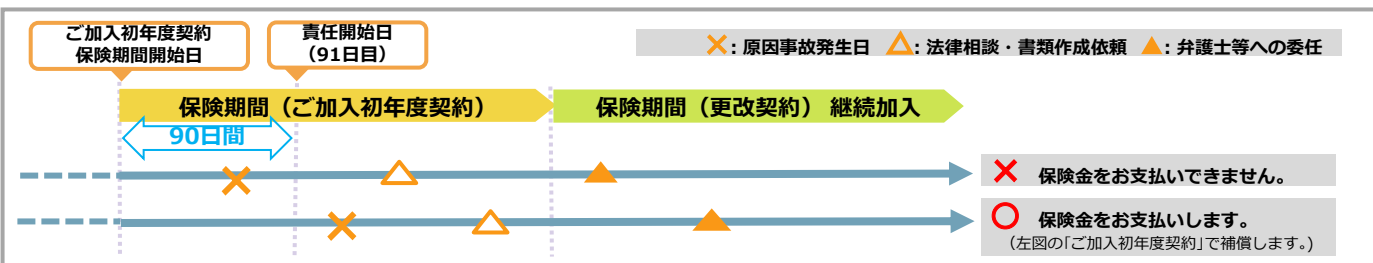 ご加入初年度契約
保険期間開始日
責任開始日
(91日目)
×: 原因事故発生日 △: 法律相談・書類作成依頼 ▲: 弁護士等への委任
保険期間(ご加入初年度契約)
保険期間(更改契約) 継続加入
90日間
× 保険金をお支払いできません。
○ 保険金をお支払いします。
(左図の「ご加入初年度契約」で補償します。)